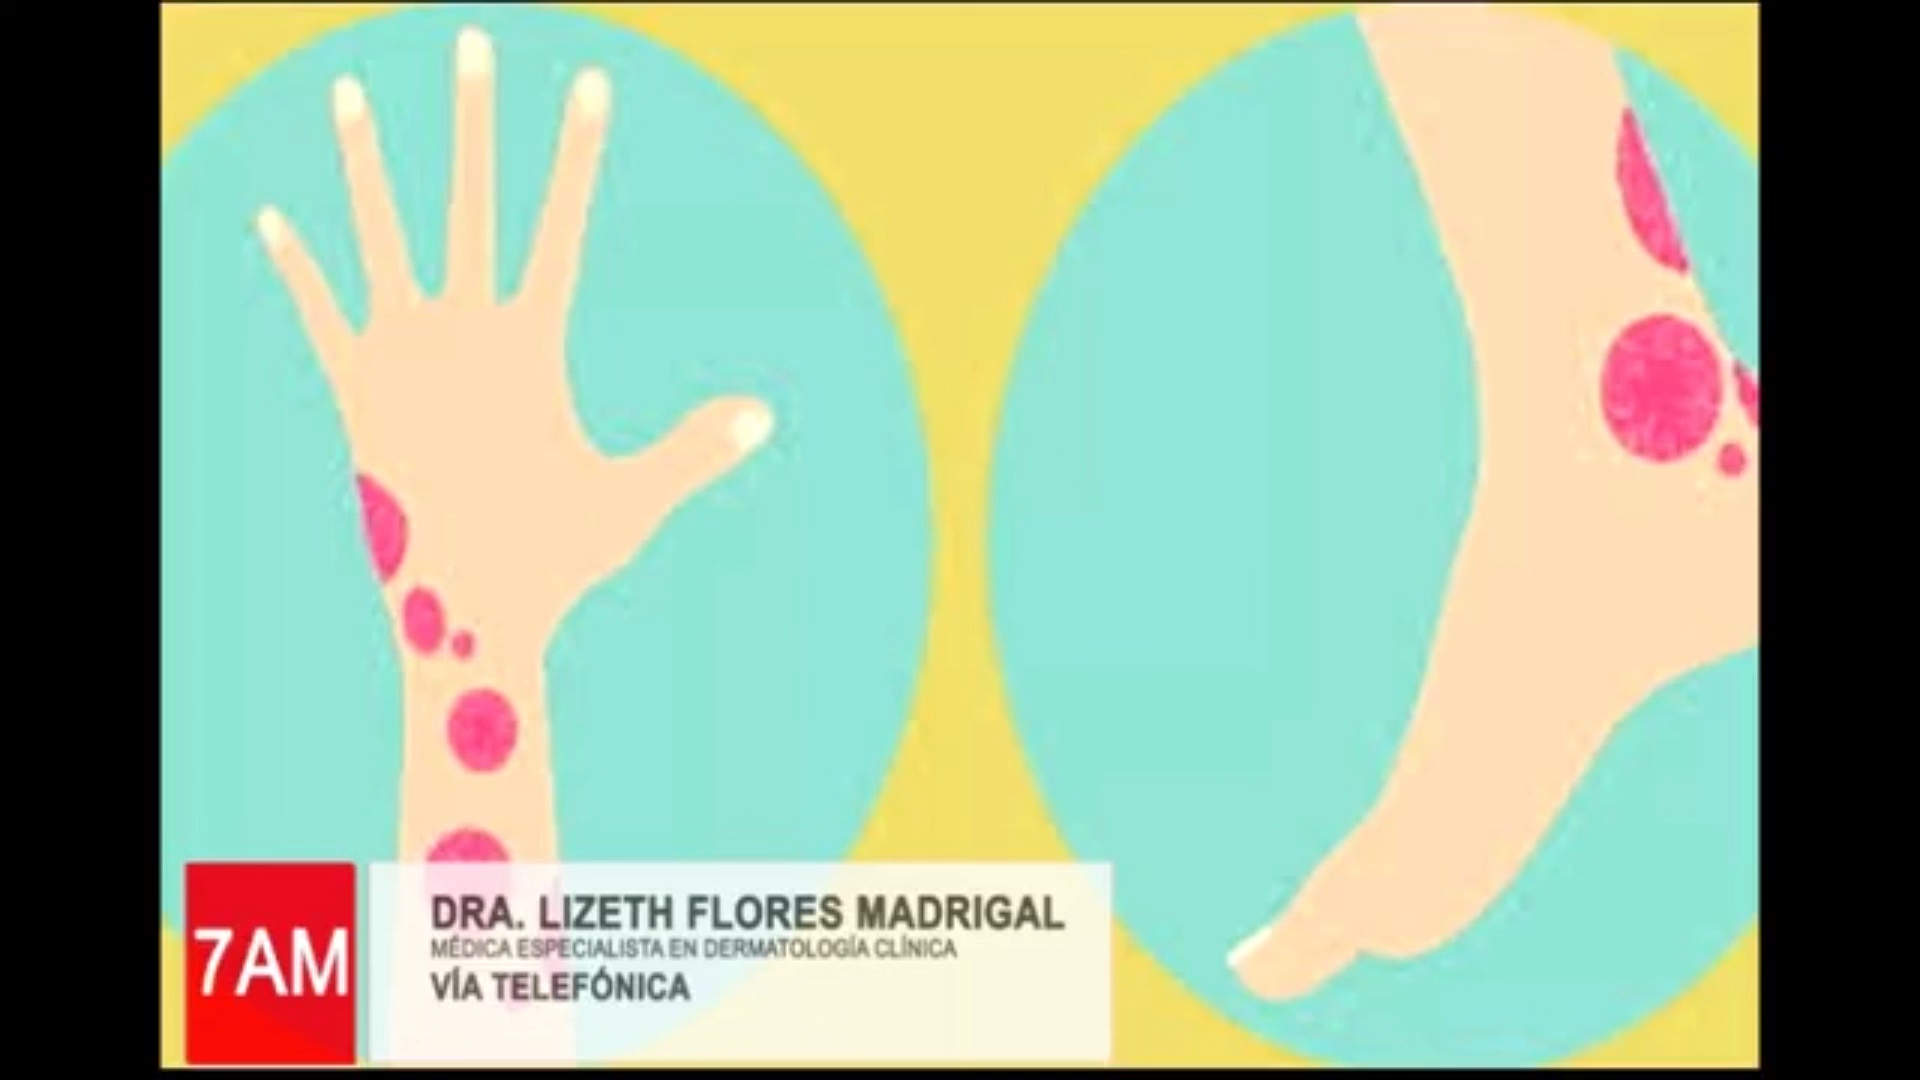 7AM
DRA. LIZETH FLORES MADRIGAL
MÉDICA ESPECIALISTA EN DERMATOLOGÍA CLÍNICA
VÍA TELEFÓNICA